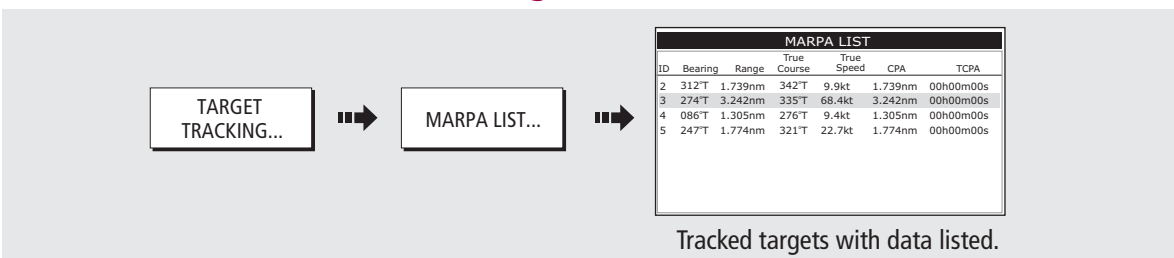 TARGET
TRACKING...
MARPA LIST...
MARPA LIST
True True
ID Bearing Range Course Speed CPA TCPA
2 312°T 1.739nm 342°T 9.9kt 1.739nm 00h00m00s
3 274°T 3.242nm 335°T 68.4kt 3.242nm 00h00m00s
4 086°T 1.305nm 276°T 9.4kt 1.305nm 00h00m00s
5 247°T 1.774nm 321°T 22.7kt 1.774nm 00h00m00s
Tracked targets with data listed.